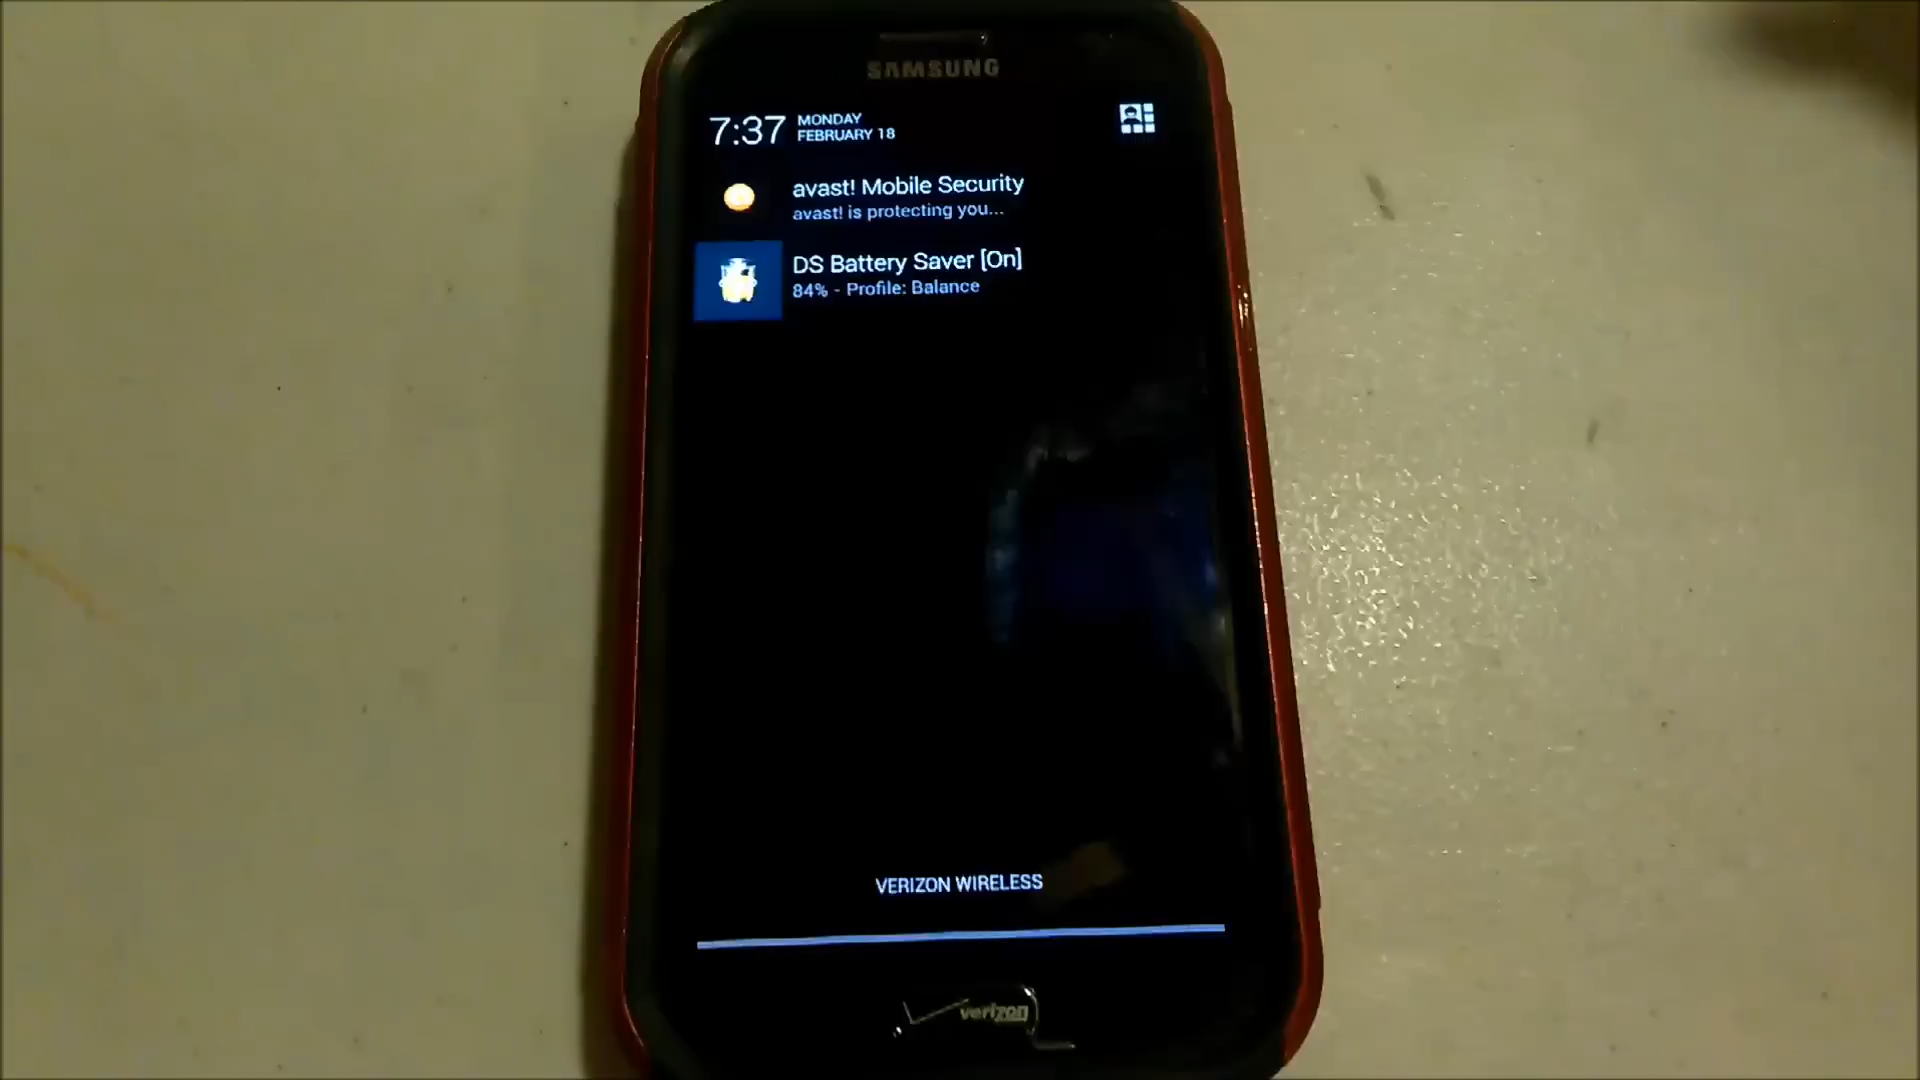 SAMSUNG
7:37
MONDAY
FEBRUARY 18
avast! Mobile Security
avast! is protecting you...
DS Battery Saver [On]
84% - Profile: Balance
VERIZON WIRELESS
verizon